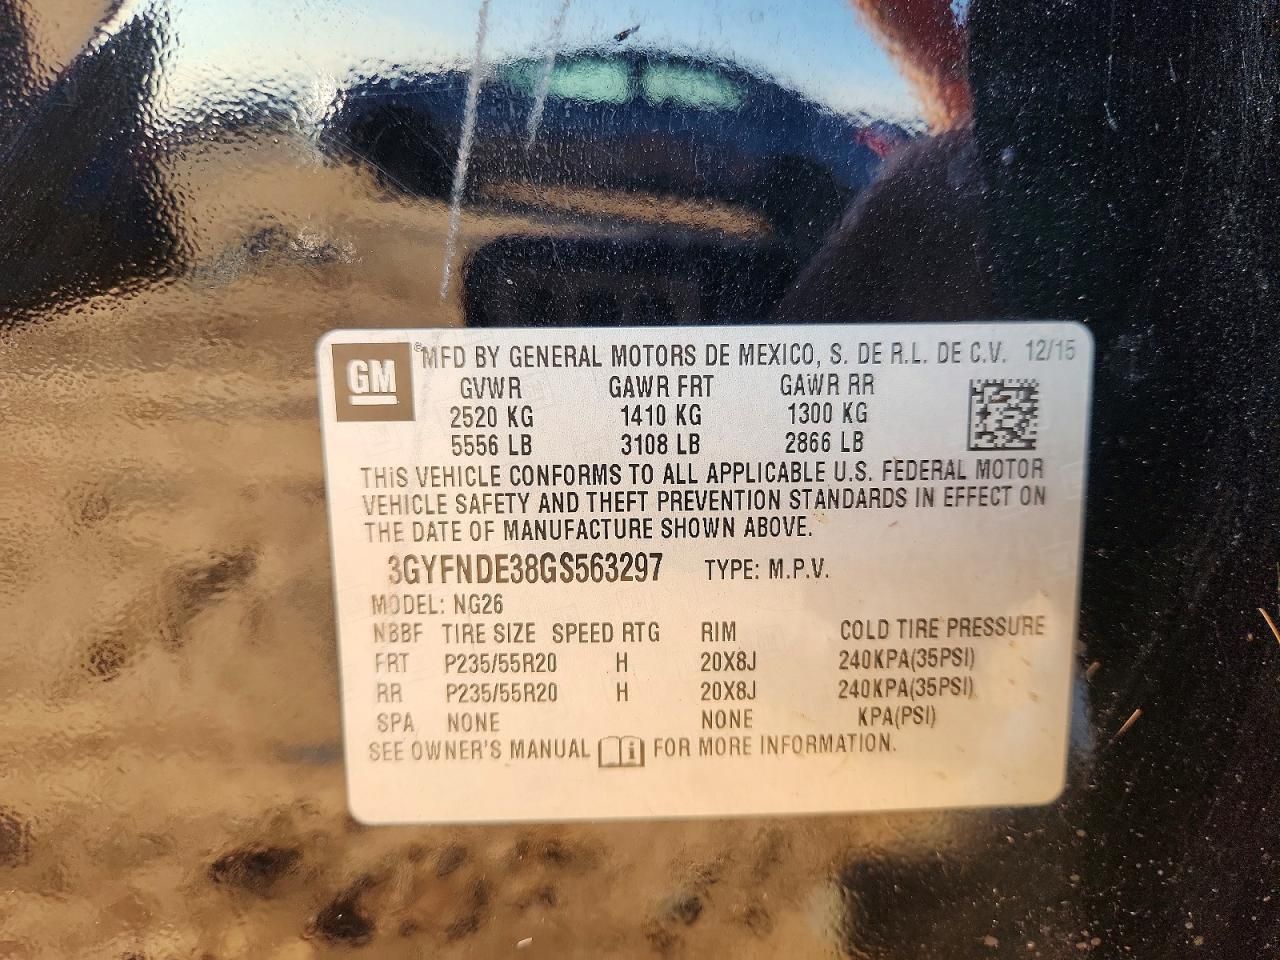 GM ® MFD BY GENERAL MOTORS DE MEXICO, S. DE R.L. DE C.V. 12/15
GVWR GAWR FRT GAWR RR
2520 KG 1410 KG 1300 KG
5556 LB 3108 LB 2866 LB
THIS VEHICLE CONFORMS TO ALL APPLICABLE U.S. FEDERAL MOTOR
VEHICLE SAFETY AND THEFT PREVENTION STANDARDS IN EFFECT ON
THE DATE OF MANUFACTURE SHOWN ABOVE.
3GYFNDE38GS563297 TYPE: M.P.V.
MODEL: NG26
NBBF TIRE SIZE SPEED RTG RIM COLD TIRE PRESSURE
FRT P235/55R20 H 20X8J 240KPA(35PSI)
RR P235/55R20 H 20X8J 240KPA(35PSI)
SPA NONE NONE KPA(PSI)
SEE OWNER'S MANUAL i FOR MORE INFORMATION.